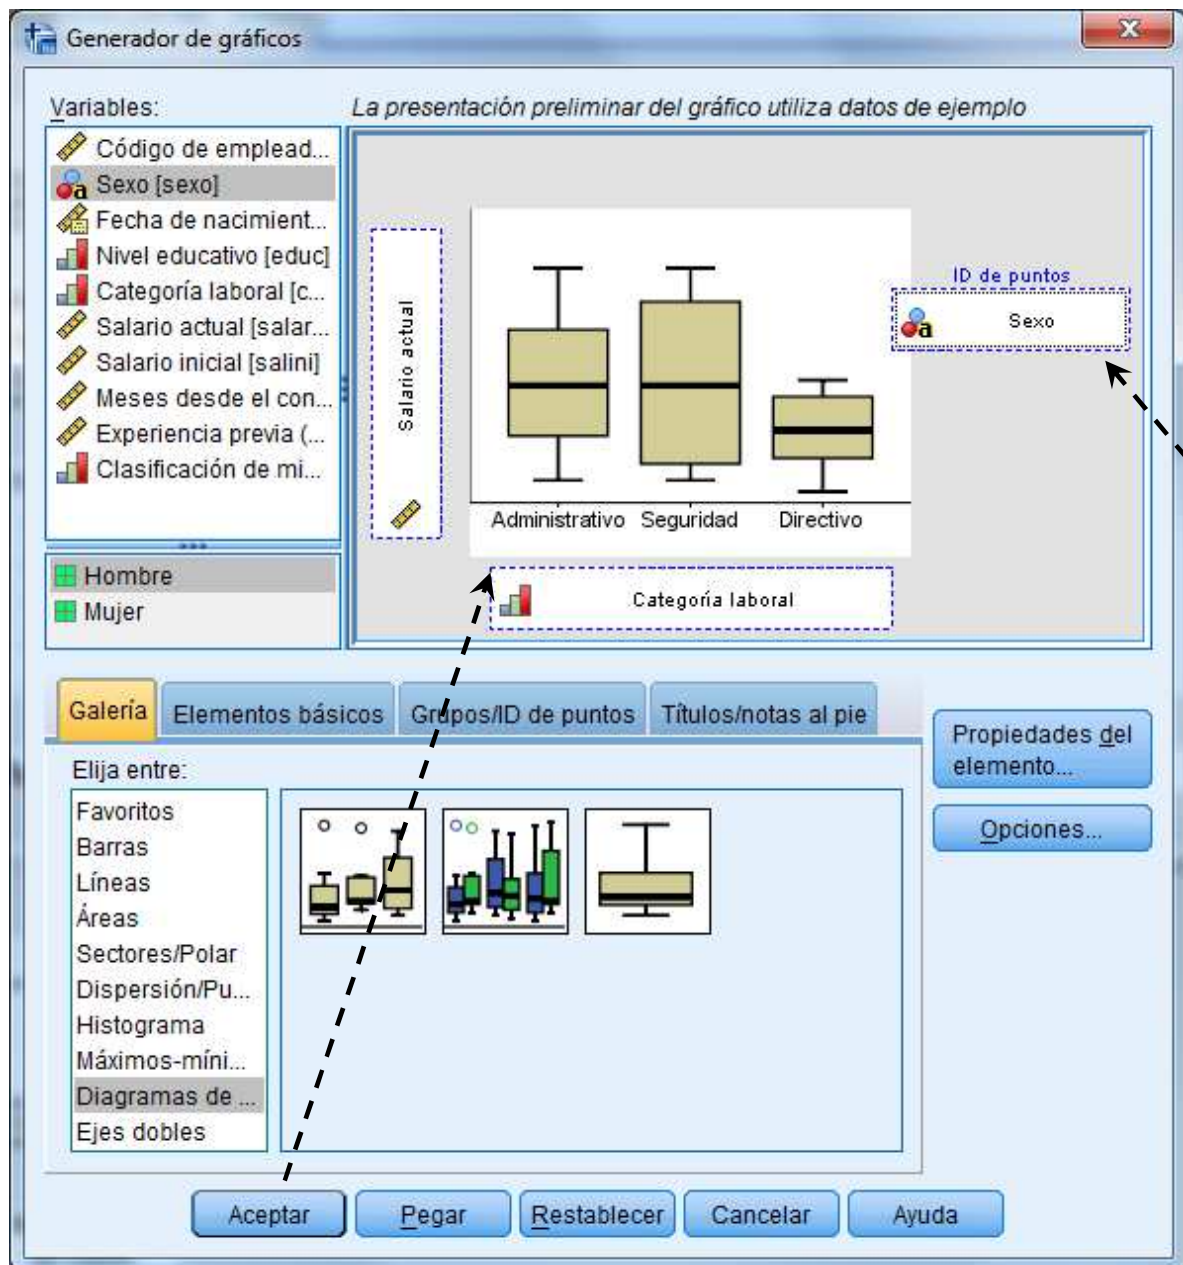 Generador de gráficos
Variables:
La presentación preliminar del gráfico utiliza datos de ejemplo
Código de emplead...
Sexo [sexo]
Fecha de nacimient...
Nivel educativo [educ]
Categoría laboral [c...
Salario actual [salar...
Salario inicial [salini]
Meses desde el con...
Experiencia previa (...
Clasificación de mi...
Hombre
Mujer
Salario actual
Administrativo Seguridad Directivo
ID de puntos
a Sexo
Categoría laboral
Galería Elementos básicos Grupos/ID de puntos Títulos/notas al pie
Elija entre:
Favoritos
Barras
Líneas
Áreas
Sectores/Polar
Dispersión/Pu...
Histograma
Máximos-míni...
Diagramas de ...
Ejes dobles
Propiedades del
elemento...
Opciones...
Aceptar Pegar Restablecer Cancelar Ayuda